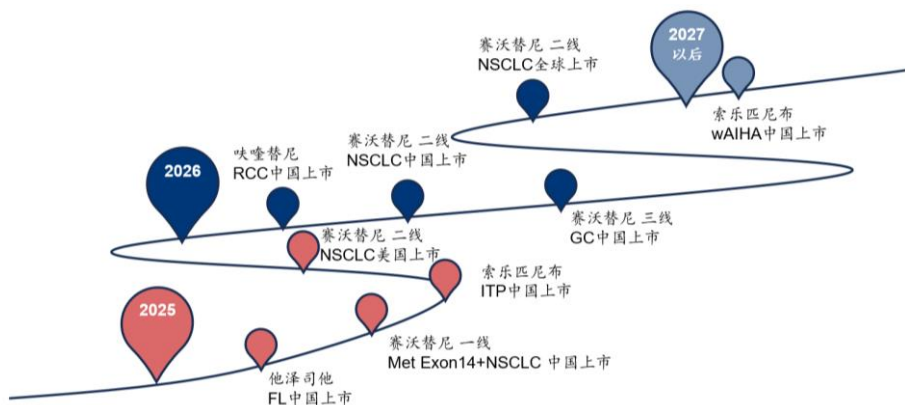 赛沃替尼 二线
NSCLC全球上市
2027
以后
索乐匹尼布
wAIHA中国上市
2026
呋喹替尼
RCC中国上市
赛沃替尼 二线
NSCLC中国上市
赛沃替尼 三线
GC中国上市
赛沃替尼 二线
NSCLC美国上市
索乐匹尼布
ITP中国上市
2025
赛沃替尼 一线
Met Exon14+NSCLC 中国上市
他泽司他
FL中国上市